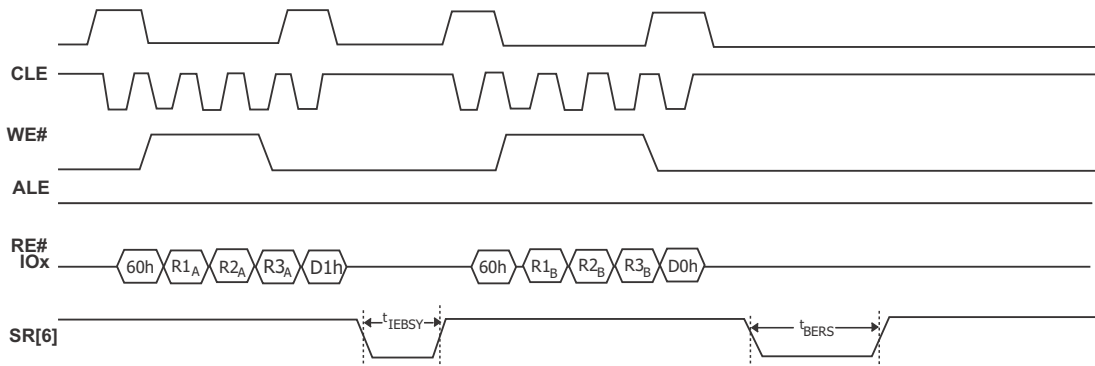 CLE
WE#
ALE
RE#
IOx 60h R1A R2A R3A D1h 60h R1B R2B R3B D0h
SR[6] tIEBSY tBERS